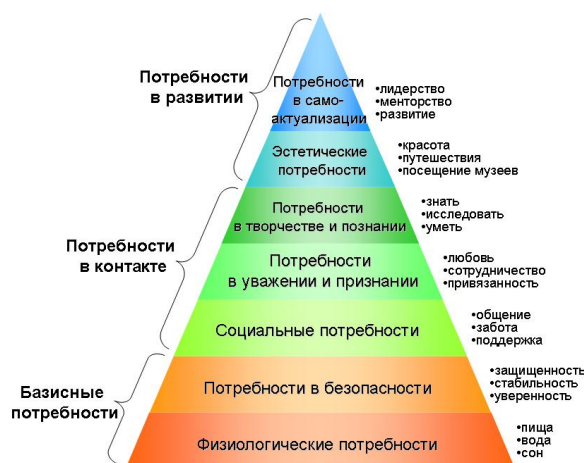 Потребности
в развитии
Потребности
в само-
актуализации
•лидерство
•менторство
•развитие
Эстетические
потребности
•красота
•путешествия
•посещение музеев
Потребности
в контакте
Потребности
в творчестве и познании
•знать
•исследовать
•уметь
Потребности
в уважении и признании
•любовь
•сотрудничество
•привязанность
Социальные потребности
•общение
•забота
•поддержка
Базисные
потребности
Потребности в безопасности
•защищенность
•стабильность
•уверенность
Физиологические потребности
•пища
•вода
•сон